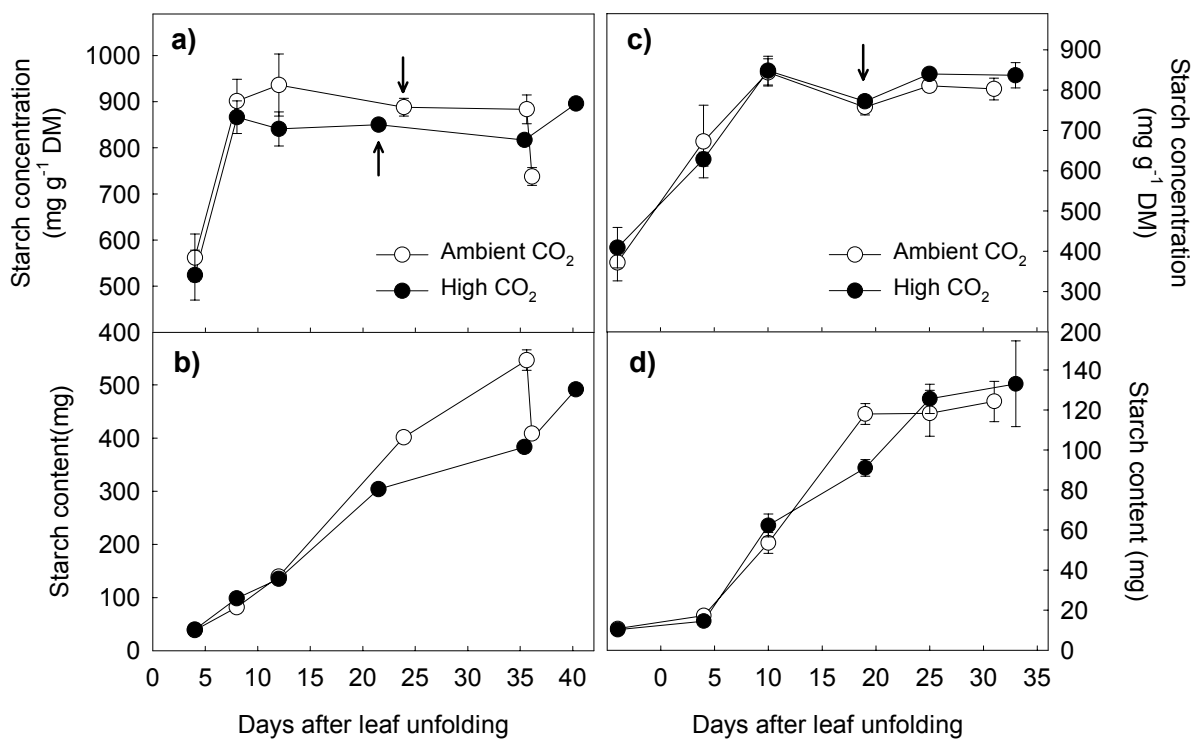 a)
Starch concentration
(mg g-1 DM)
1000
900
800
700
600
500
400
Ambient CO2
High CO2
b)
Starch content(mg)
500
400
300
200
100
0
0 5 10 15 20 25 30 35 40
Days after leaf unfolding
c)
Starch concentration
(mg g-1 DM)
900
800
700
600
500
400
300
200
Ambient CO2
High CO2
d)
Starch content (mg)
140
120
100
80
60
40
20
0
0 5 10 15 20 25 30 35
Days after leaf unfolding